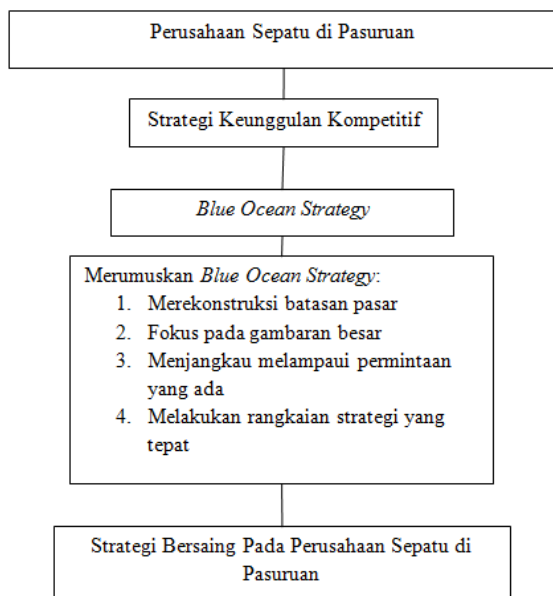 Perusahaan Sepatu di Pasuruan
Strategi Keunggulan Kompetitif
Blue Ocean Strategy
Merumuskan Blue Ocean Strategy:
1. Merekonstruksi batasan pasar
2. Fokus pada gambaran besar
3. Menjangkau melampaui permintaan
yang ada
4. Melakukan rangkaian strategi yang
tepat
Strategi Bersaing Pada Perusahaan Sepatu di
Pasuruan